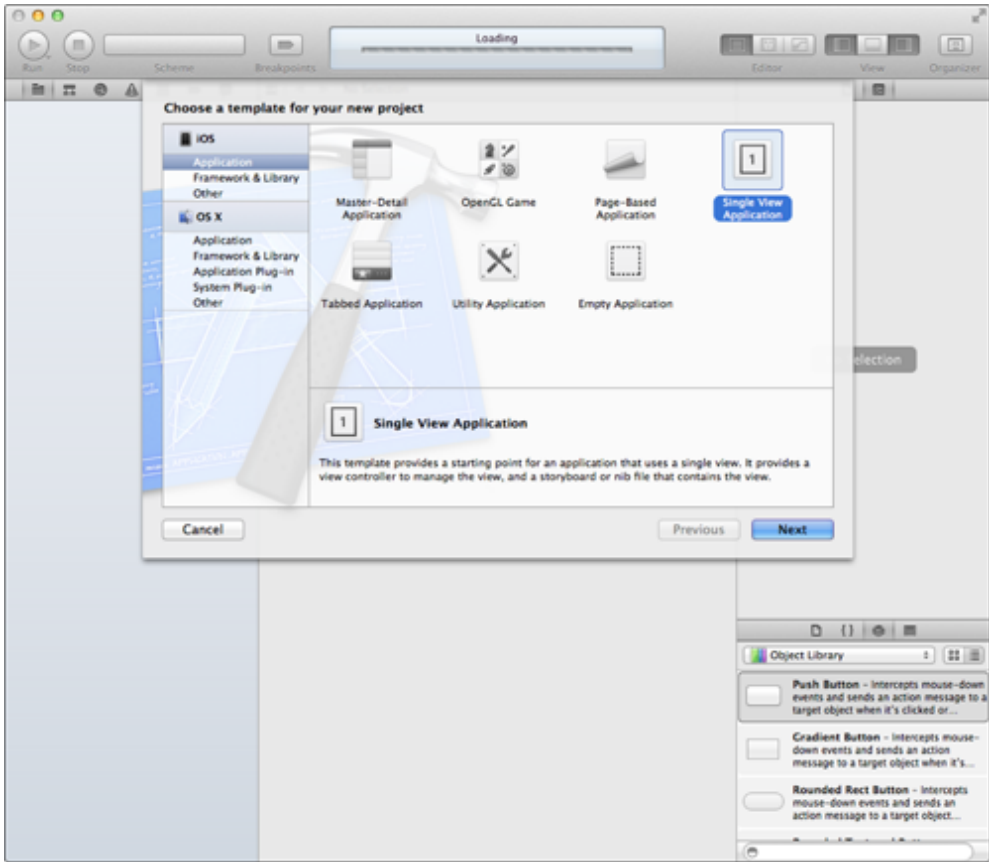 Loading
Run
Stop
Scheme
Breakpoints
Editor
View
Organizer
Choose a template for your new project
iOS
Application
Framework & Library
Other
OS X
Application
Framework & Library
Application Plug-in
System Plug-in
Other
Master-Detail
Application
OpenGL Game
Page-Based
Application
1
Single View
Application
Tabbed Application
Utility Application
Empty Application
election
1
Single View Application
This template provides a starting point for an application that uses a single view. It provides a
view controller to manage the view, and a storyboard or nib file that contains the view.
Cancel
Previous
Next
{}
Object Library
Push Button - Intercepts mouse-down
events and sends an action message to a
target object when it's clicked or...
Gradient Button - Intercepts mouse-
down events and sends an action
message to a target object when it's...
Rounded Rect Button - Intercepts
mouse-down events and sends an
action message to a target object...